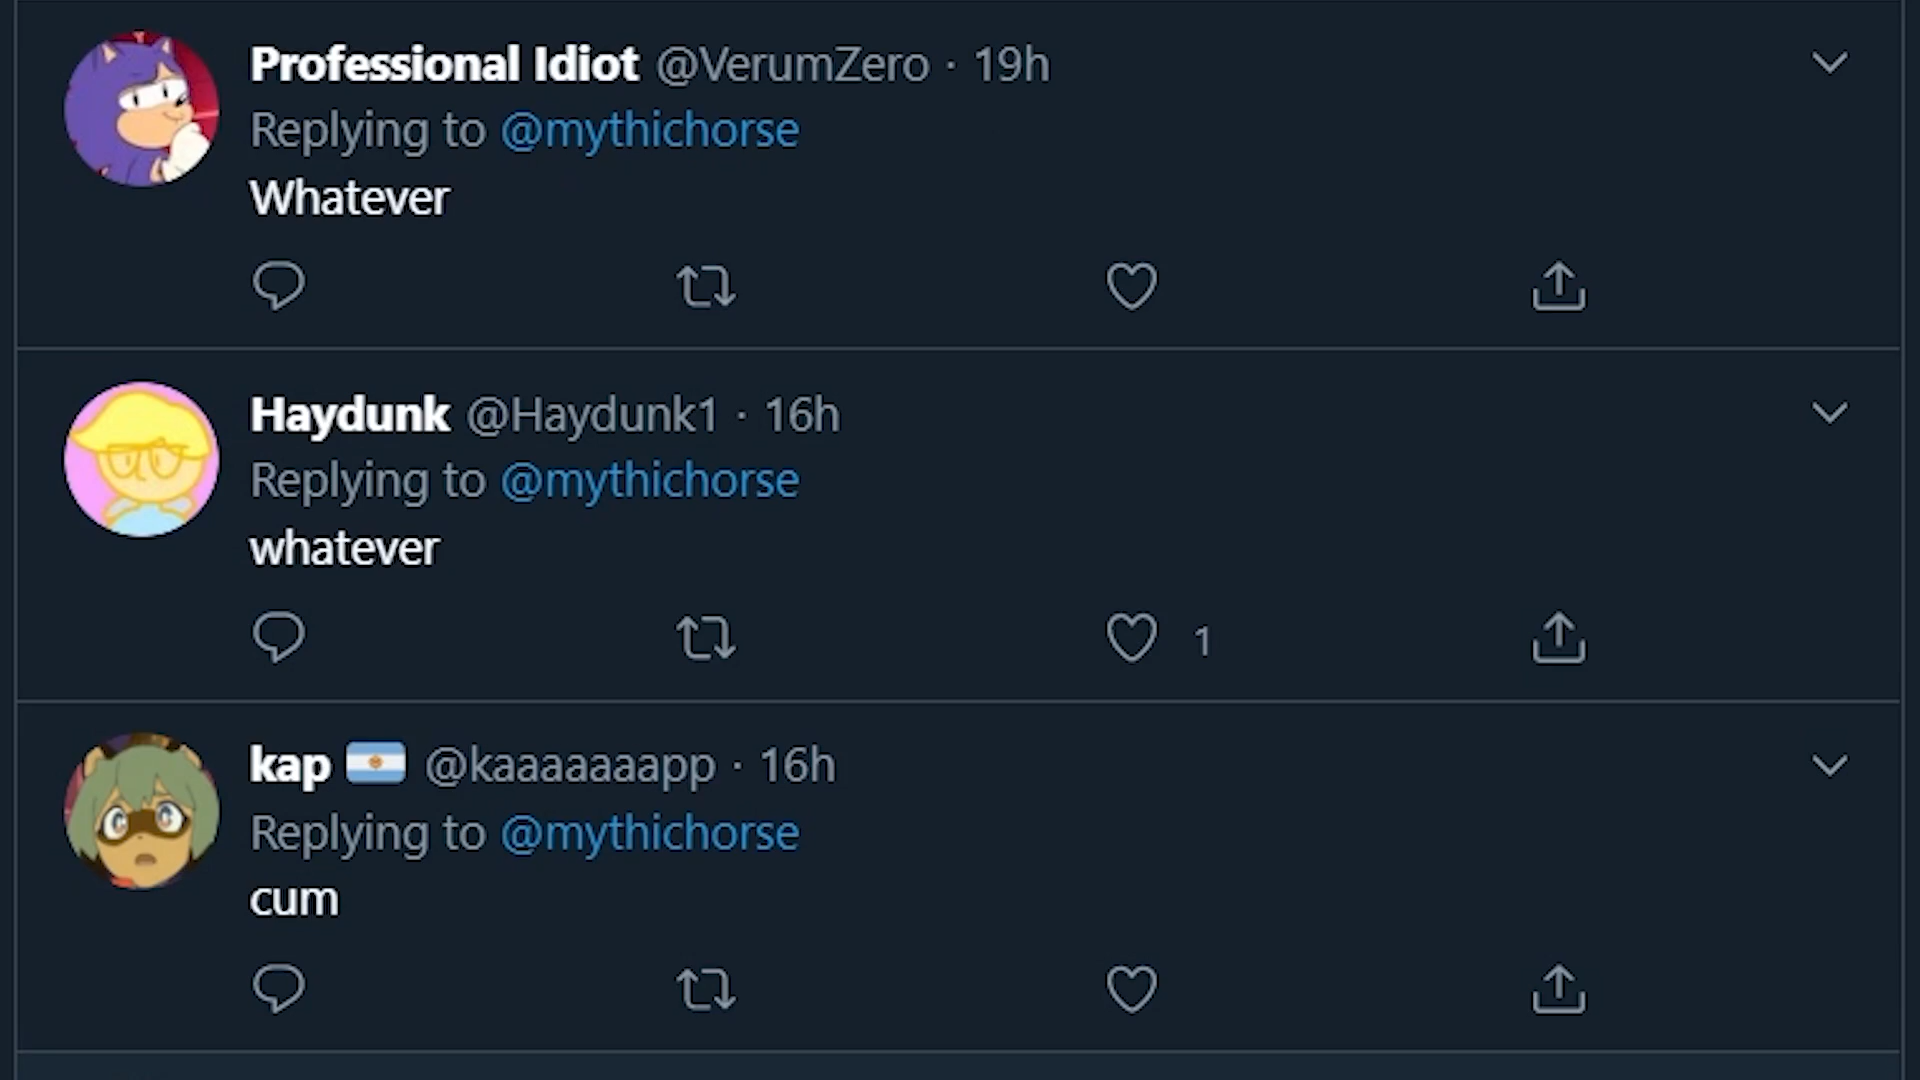 Professional Idiot @VerumZero · 19h
Replying to @mythichorse
Whatever
Haydunk @Haydunk1 · 16h
Replying to @mythichorse
whatever
1
kap 🇦🇷 @kaaaaaaapp · 16h
Replying to @mythichorse
cum